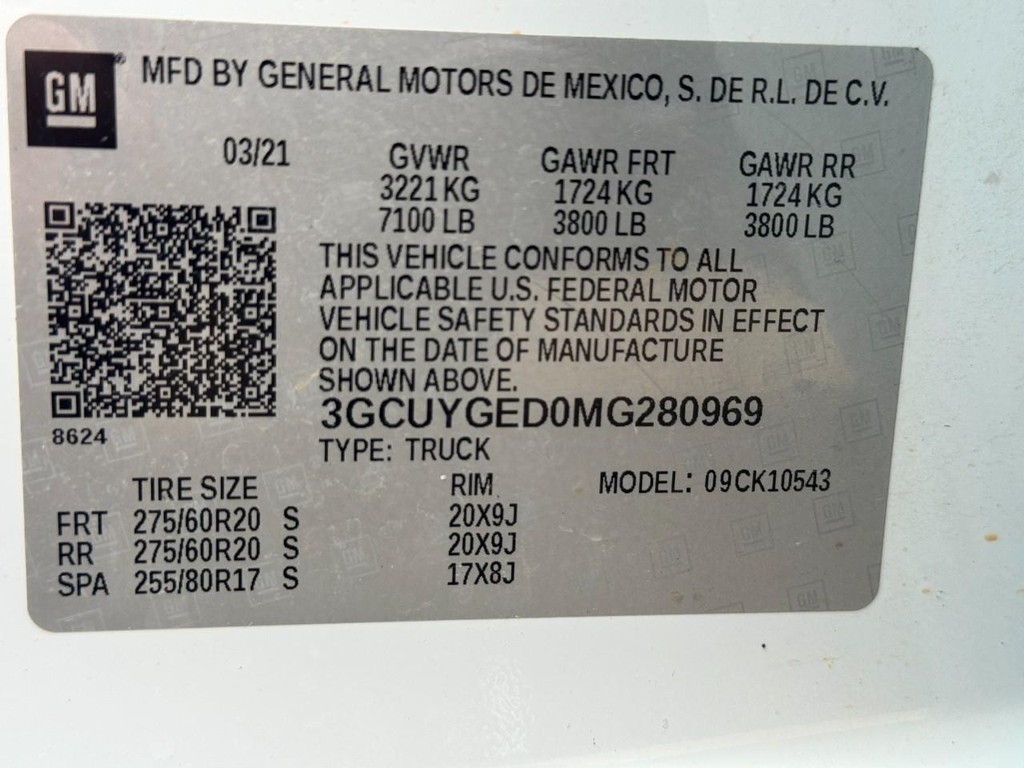 GM® MFD BY GENERAL MOTORS DE MEXICO, S. DE R.L. DE C.V.
03/21 GVWR GAWR FRT GAWR RR
3221 KG 1724 KG 1724 KG
7100 LB 3800 LB 3800 LB
THIS VEHICLE CONFORMS TO ALL
APPLICABLE U.S. FEDERAL MOTOR
VEHICLE SAFETY STANDARDS IN EFFECT
ON THE DATE OF MANUFACTURE
SHOWN ABOVE.
3GCUYGED0MG280969
8624
TYPE: TRUCK
TIRE SIZE RIM MODEL: 09CK10543
FRT 275/60R20 S 20X9J
RR 275/60R20 S 20X9J
SPA 255/80R17 S 17X8J